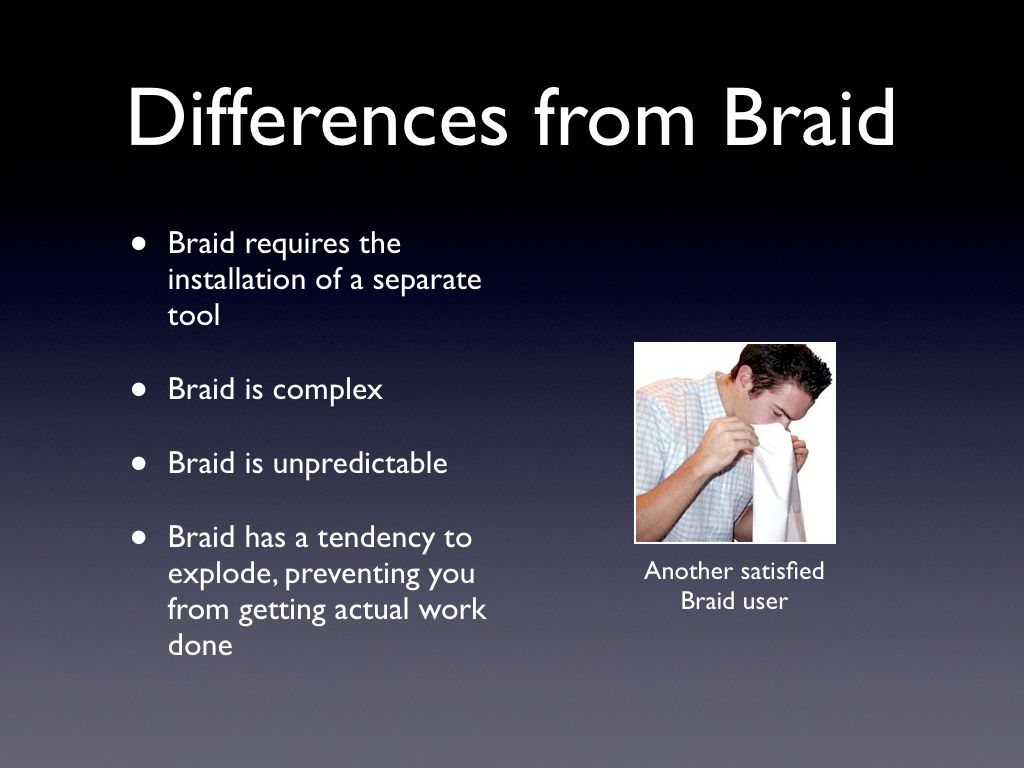 Differences from Braid
• Braid requires the
installation of a separate
tool
• Braid is complex
• Braid is unpredictable
• Braid has a tendency to
explode, preventing you
from getting actual work
done
Another satisfied
Braid user